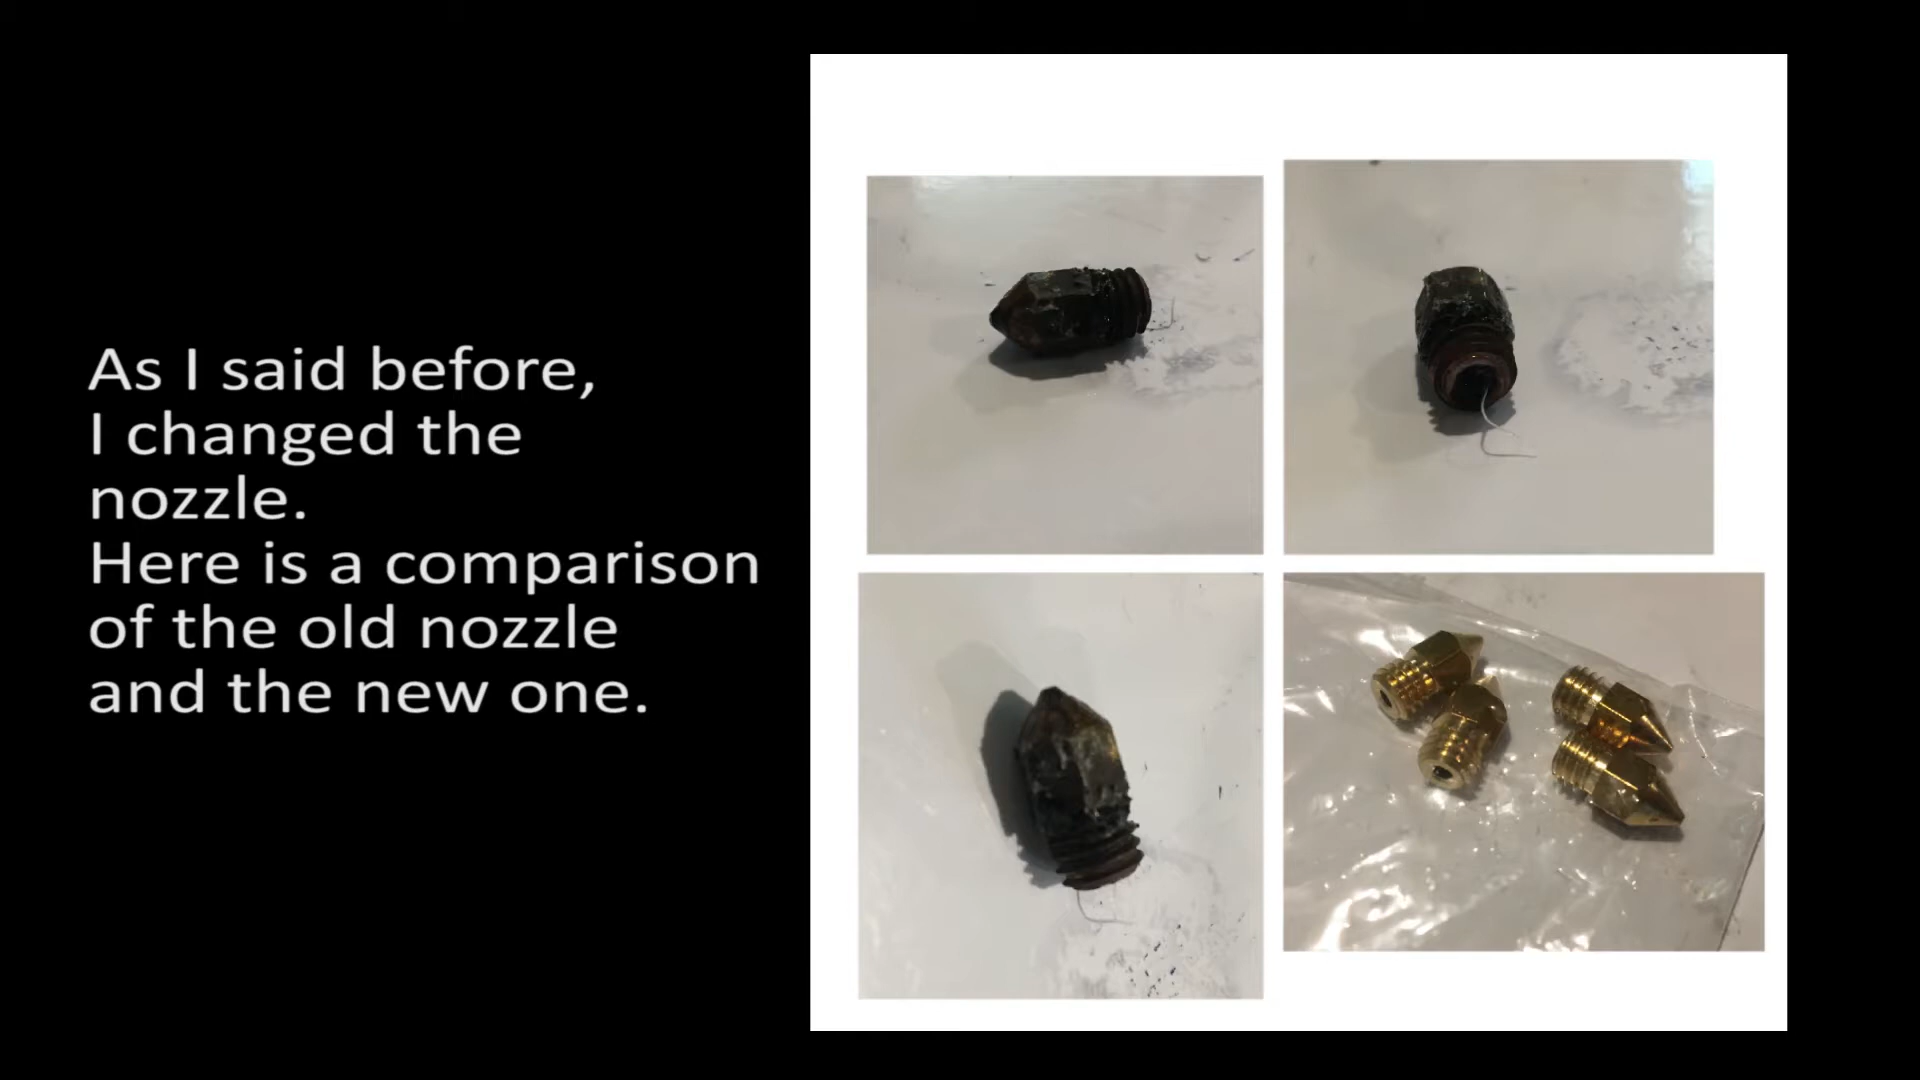 As I said before,
I changed the
nozzle.
Here is a comparison
of the old nozzle
and the new one.